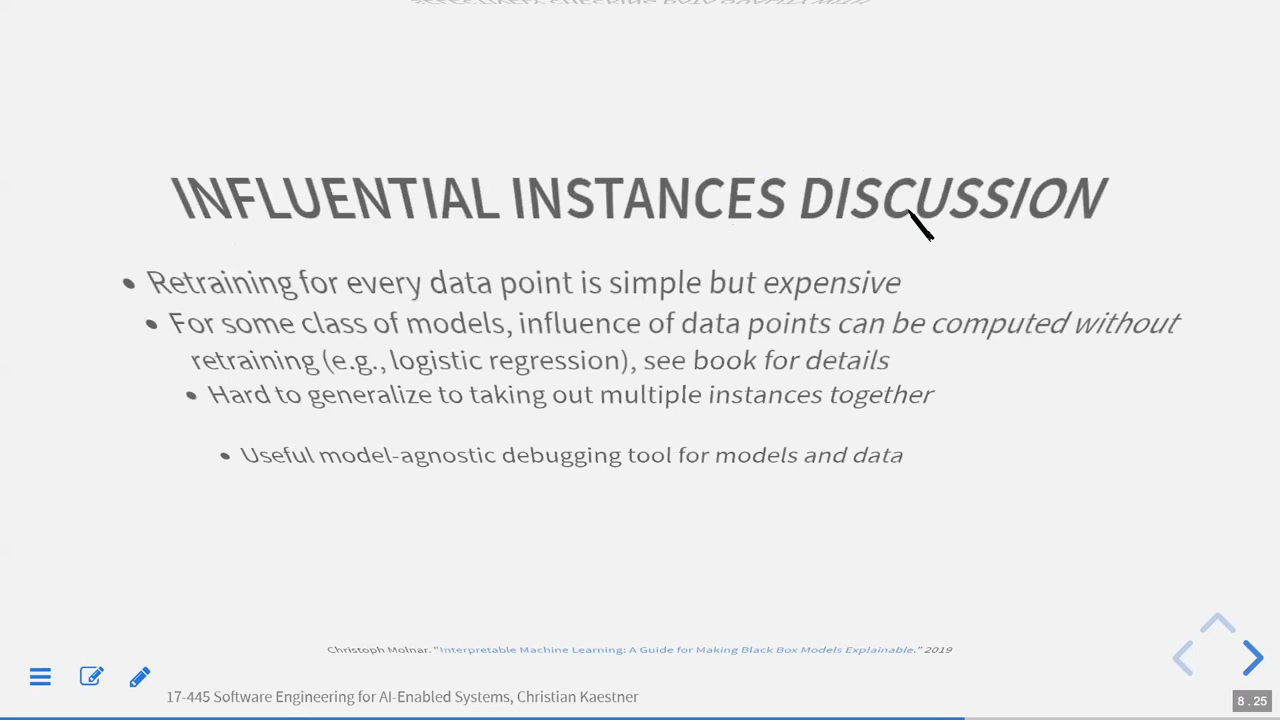 INFLUENTIAL INSTANCES DISCUSSION
• Retraining for every data point is simple but expensive
• For some class of models, influence of data points can be computed without
retraining (e.g., logistic regression), see book for details
• Hard to generalize to taking out multiple instances together
• Useful model-agnostic debugging tool for models and data
Christoph Molnar. "Interpretable Machine Learning: A Guide for Making Black Box Models Explainable." 2019
17-445 Software Engineering for AI-Enabled Systems, Christian Kaestner
8 . 25